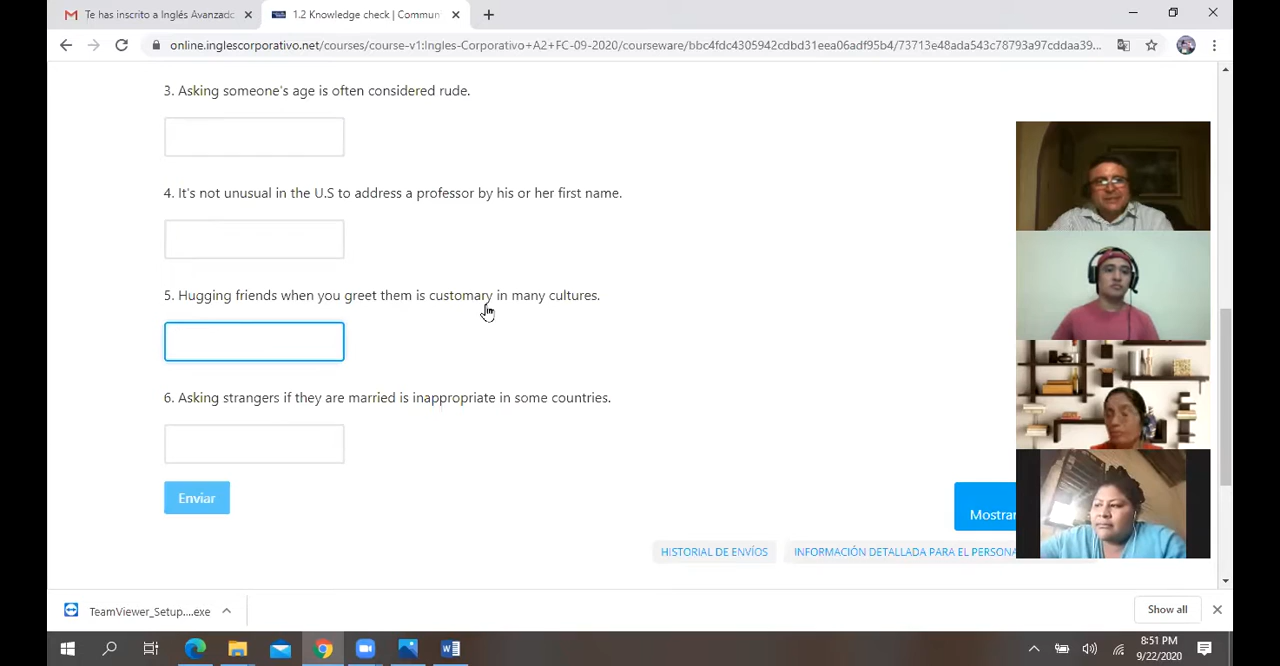 Te has inscrito a Inglés Avanzado
1.2 Knowledge check | Commun
online.inglescorporativo.net/courses/course-v1:Ingles-Corporativo+A2+FC-09-2020/courseware/bbc4fdc4305942cdbd31eea06adf95b4/73713e48ada543c78793a97cddaa39...
3. Asking someone's age is often considered rude.
4. It's not unusual in the U.S to address a professor by his or her first name.
5. Hugging friends when you greet them is customary in many cultures.
6. Asking strangers if they are married is inappropriate in some countries.
Enviar
Mostrar
HISTORIAL DE ENVÍOS
INFORMACIÓN DETALLADA PARA EL PERSONA
TeamViewer_Setup....exe
Show all
8:51 PM
9/22/2020